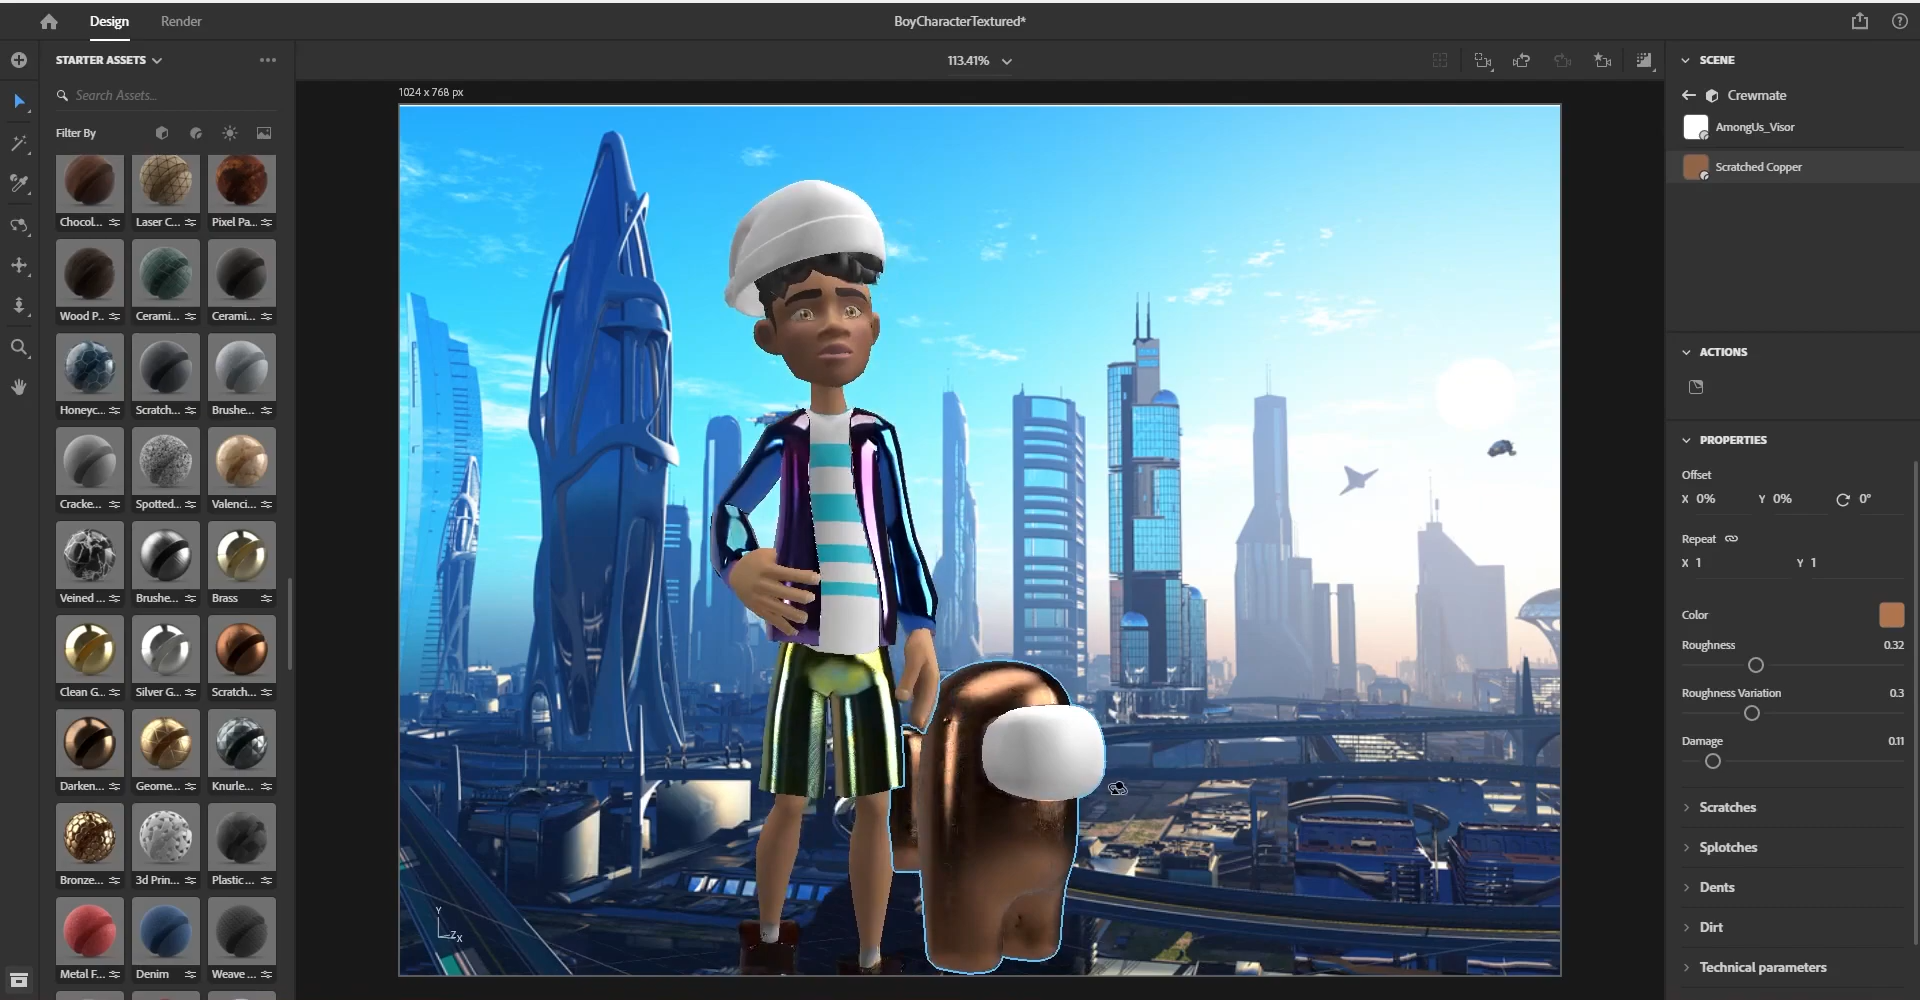 Design
Render
BoyCharacterTextured*
STARTER ASSETS
113.41%
SCENE
1024 x 768 px
Search Assets...
Crewmate
Filter By
AmongUs_Visor
Scratched Copper
Chocol...
Laser C...
Pixel Pa...
Wood P...
Cerami...
Cerami...
Honeyc...
Scratch...
Brushe...
Cracke...
Spotted...
Valenci...
Veined ...
Brushe...
Brass
Clean G...
Silver G...
Scratch...
Darken...
Geome...
Knurle...
Bronze...
3d Prin...
Plastic ...
Metal F...
Denim
Weave ...
Y
Z
X
ACTIONS
PROPERTIES
Offset
X 0%
Y 0%
0°
Repeat
X 1
Y 1
Color
Roughness
0.32
Roughness Variation
0.3
Damage
0.11
Scratches
Splotches
Dents
Dirt
Technical parameters